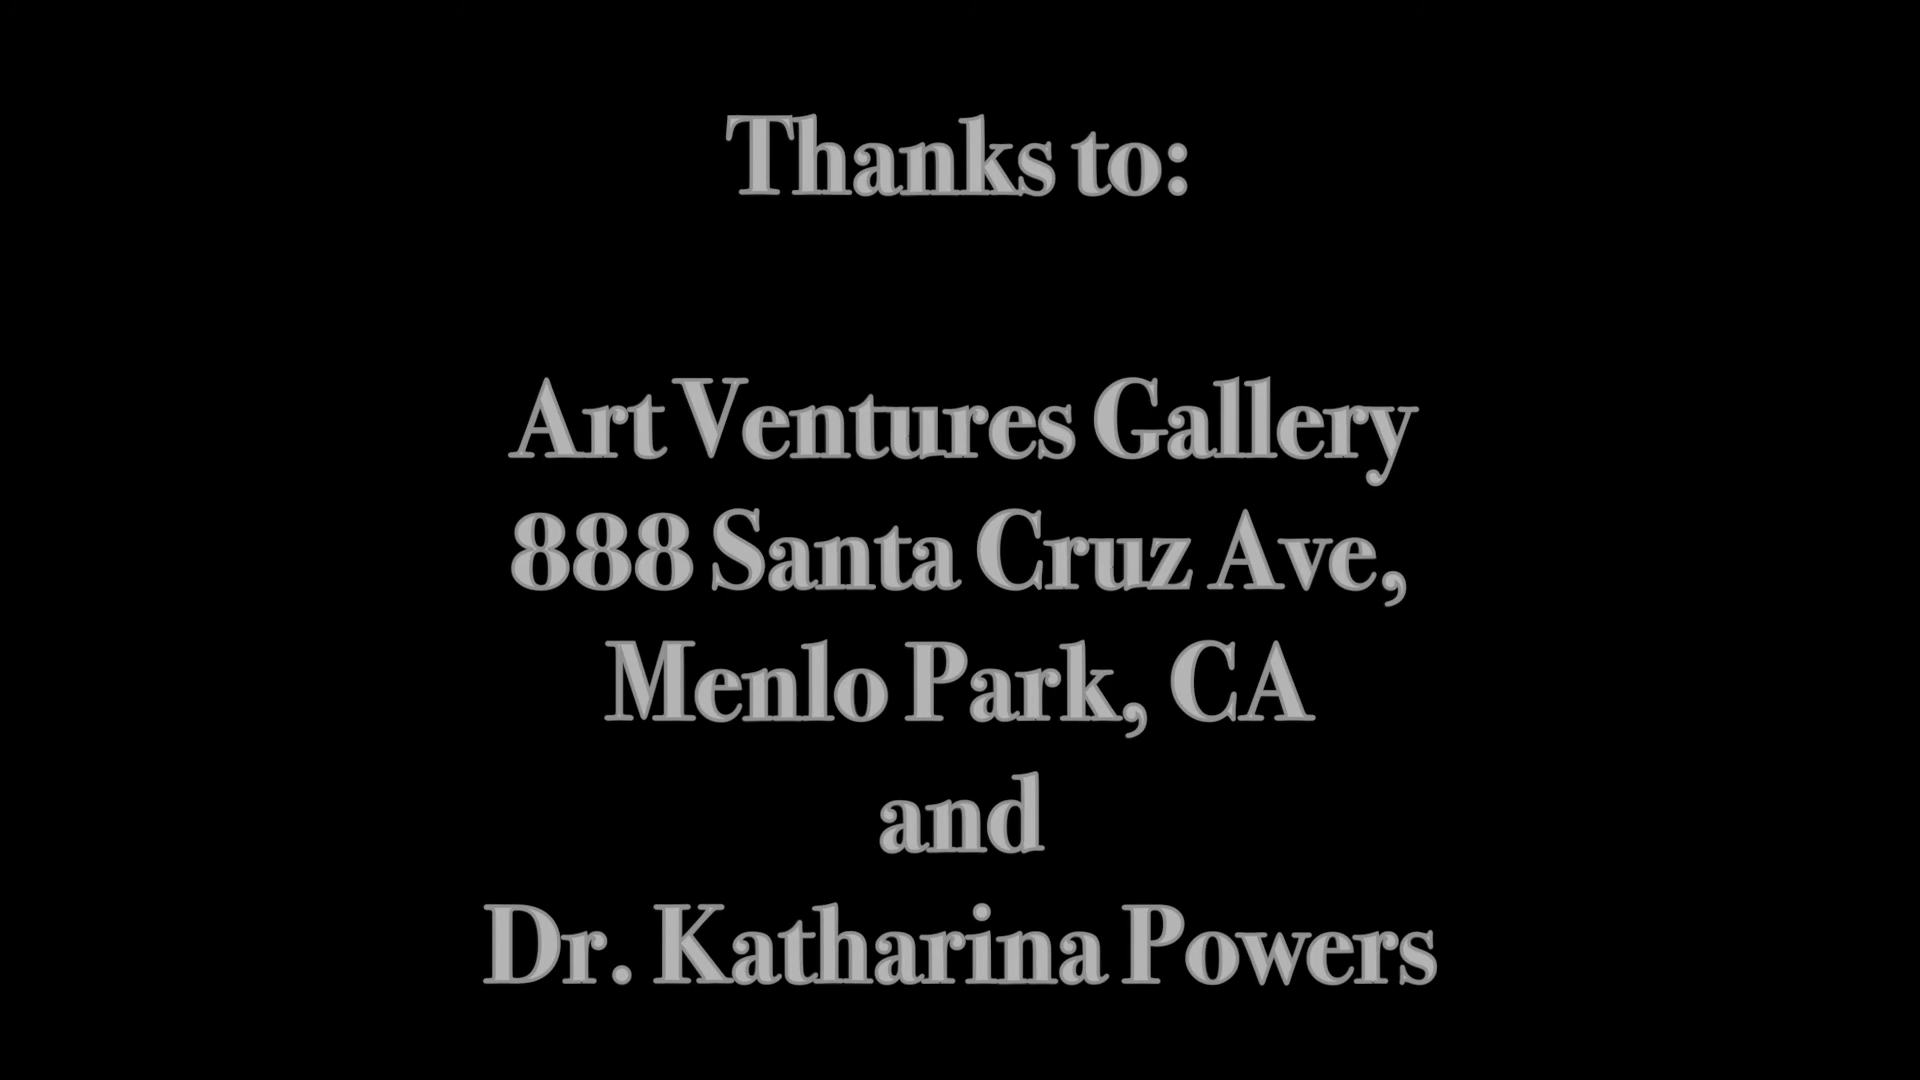 Thanks to:
Art Ventures Gallery
888 Santa Cruz Ave,
Menlo Park, CA
and
Dr. Katharina Powers